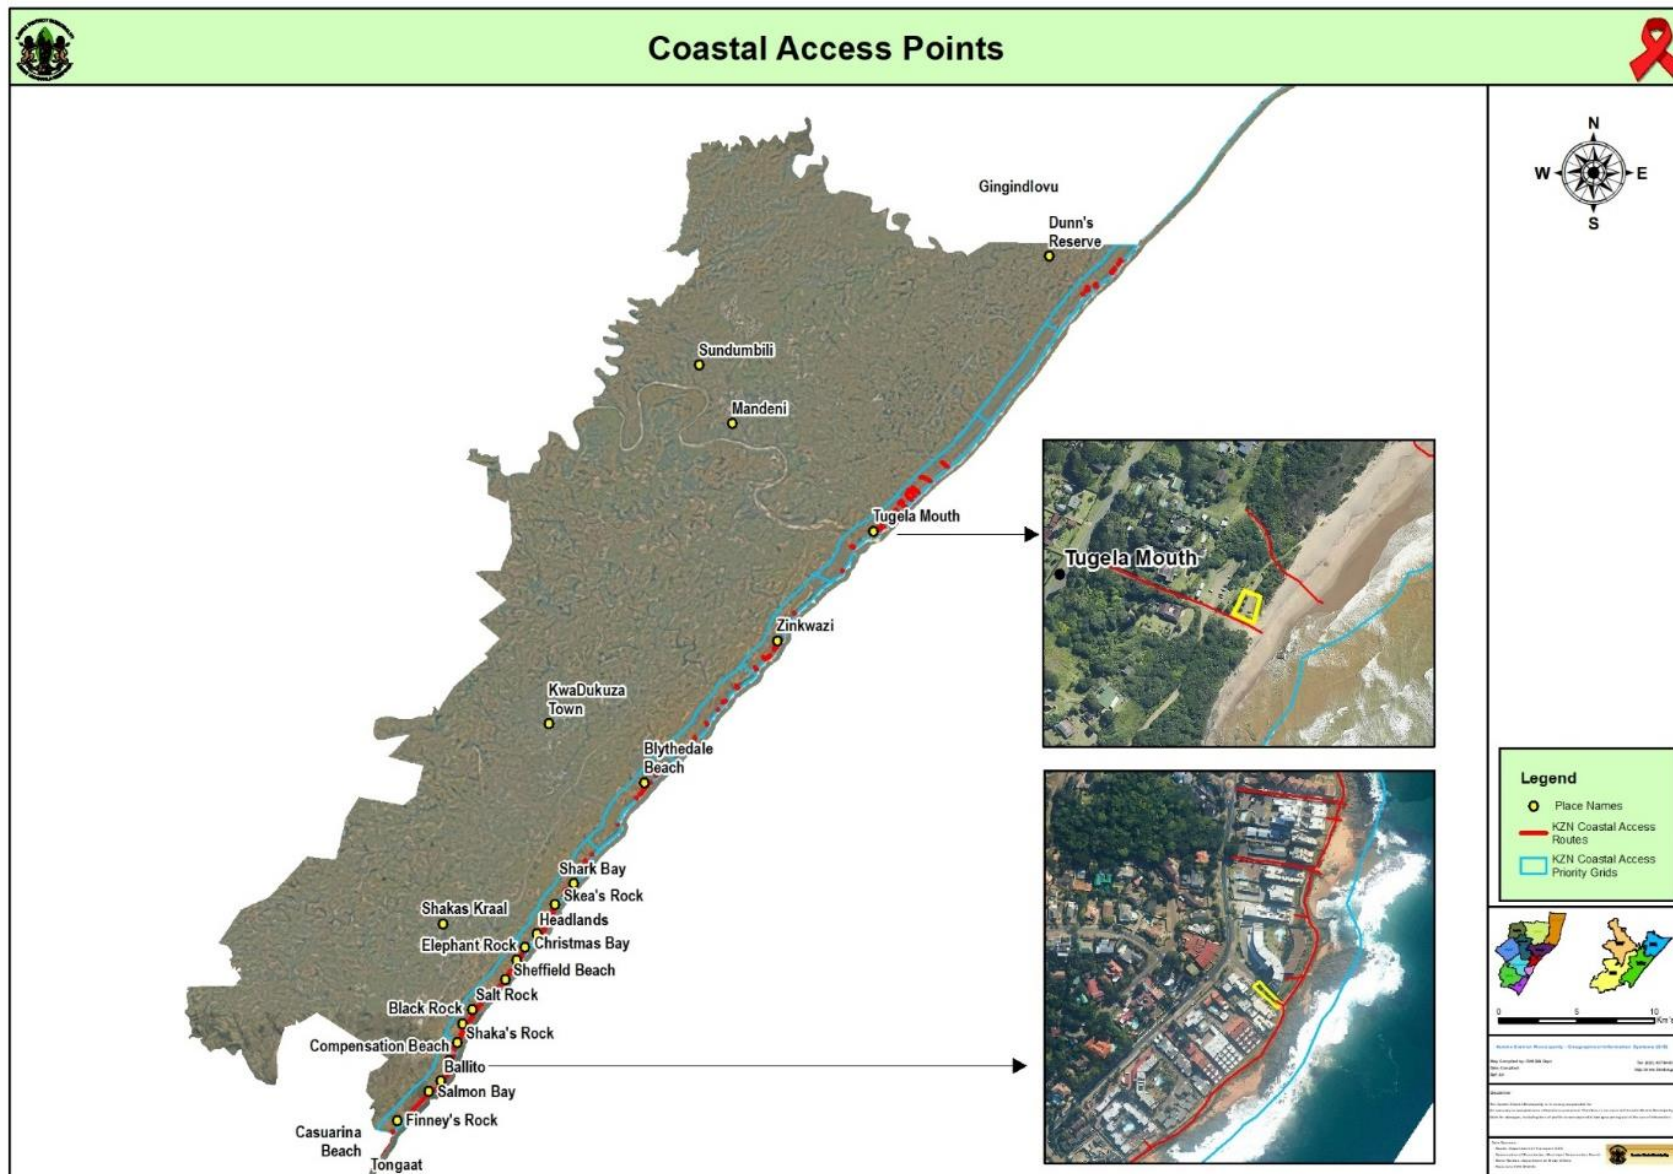 Coastal Access Points
N
W
E
S
Gingindlovu
Dunn's
Reserve
Sundumbili
Mandeni
Tugela Mouth
Tugela Mouth
Zinkwazi
KwaDukuza
Town
Blythedale
Beach
Shark Bay
Skea's Rock
Shakas Kraal
Headlands
Elephant Rock
Christmas Bay
Sheffield Beach
Salt Rock
Black Rock
Shaka's Rock
Compensation Beach
Ballito
Salmon Bay
Finney's Rock
Casuarina
Beach
Tongaat
Legend
Place Names
KZN Coastal Access
Routes
KZN Coastal Access
Priority Grids
0 5 10
Km's